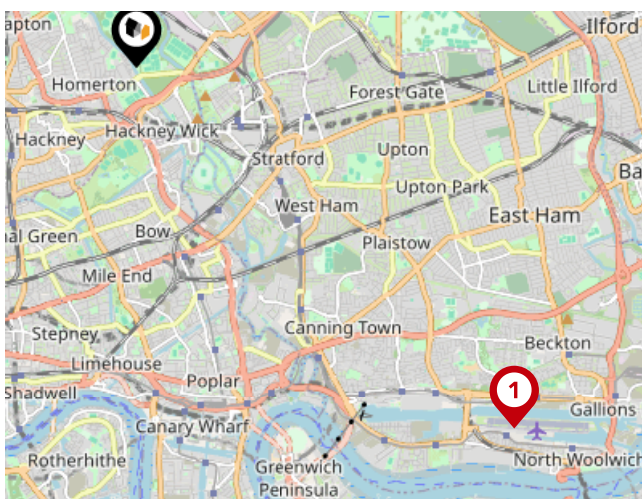 apton
Ilford
Homerton
Forest Gate
Little Ilford
Hackney
Hackney Wick
Stratford
Upton
Ba
Upton Park
West Ham
East Ham
nal Green
Bow
Plaistow
Mile End
Stepney
Canning Town
Beckton
Limehouse
Poplar
1
Shadwell
Gallions
Canary Wharf
Rotherhithe
Greenwich
Peninsula
North Woolwich